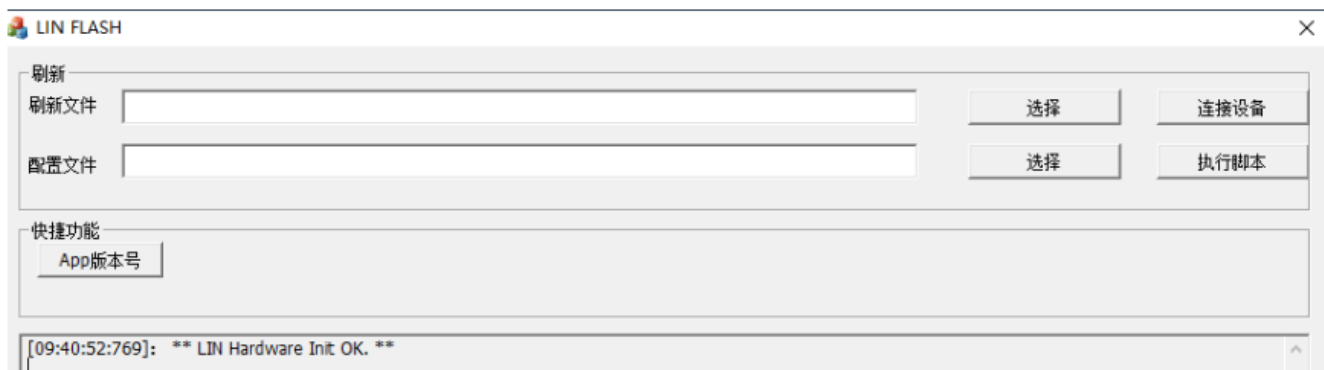 LIN FLASH
刷新
刷新文件 选择 连接设备
配置文件 选择 执行脚本
快捷功能
App版本号
[09:40:52:769]: ** LIN Hardware Init OK. **